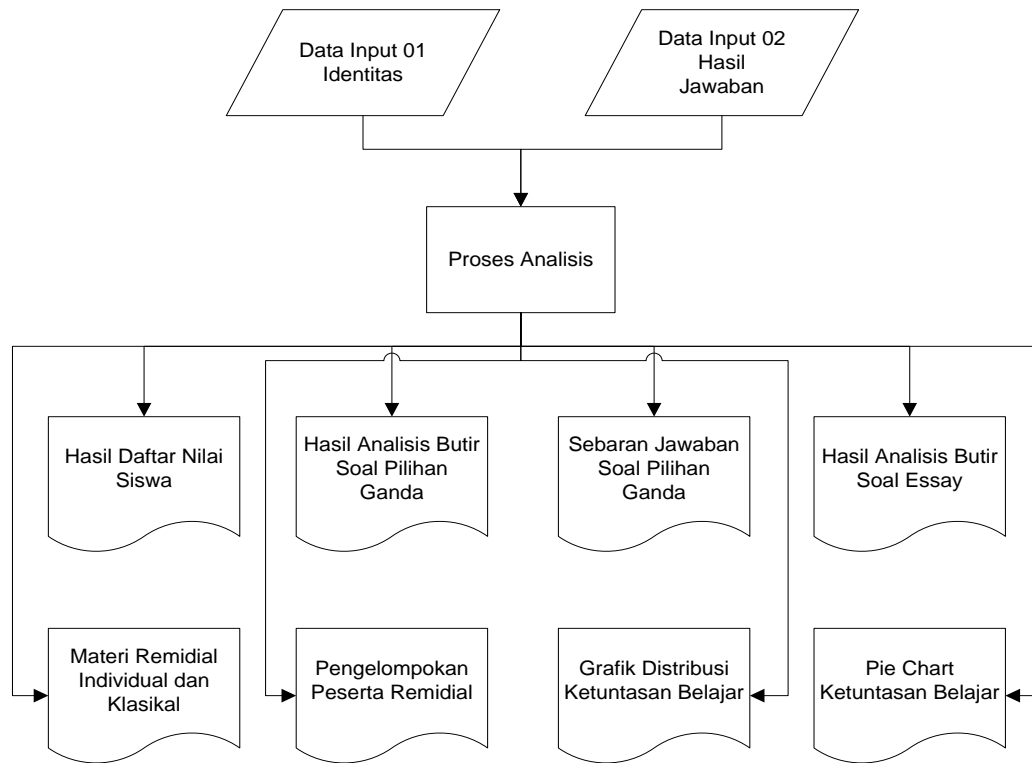 Data Input 01
Identitas
Data Input 02
Hasil
Jawaban
Proses Analisis
Hasil Daftar Nilai
Siswa
Hasil Analisis Butir
Soal Pilihan
Ganda
Sebaran Jawaban
Soal Pilihan
Ganda
Hasil Analisis Butir
Soal Essay
Materi Remidial
Individual dan
Klasikal
Pengelompokan
Peserta Remidial
Grafik Distribusi
Ketuntasan Belajar
Pie Chart
Ketuntasan Belajar